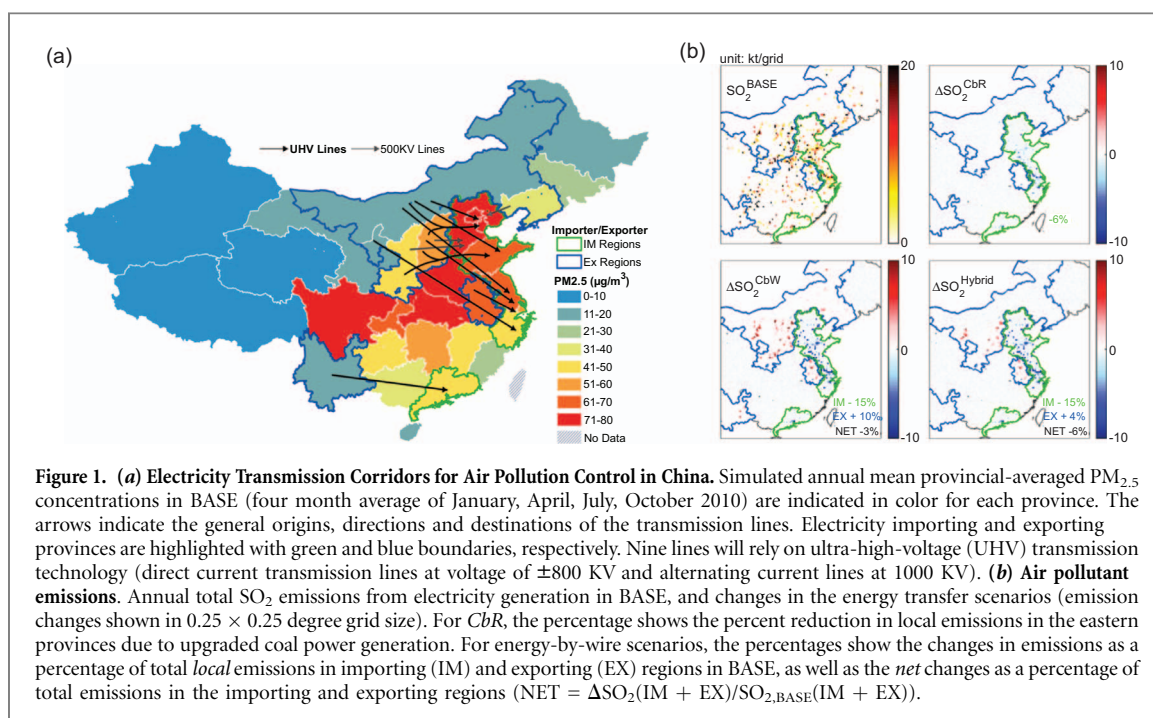 (a)
UHV Lines
500KV Lines
Importer/Exporter
IM Regions
Ex Regions
PM2.5 (μg/m³)
0-10
11-20
21-30
31-40
41-50
51-60
61-70
71-80
No Data
(b)
unit: kt/grid
SO₂^BASE
20
0
ΔSO₂^CbR
-6%
10
0
-10
ΔSO₂^CbW
IM - 15%
EX + 10%
NET -3%
10
0
-10
ΔSO₂^Hybrid
IM - 15%
EX + 4%
NET -6%
10
0
-10
Figure 1. (a) Electricity Transmission Corridors for Air Pollution Control in China. Simulated annual mean provincial-averaged PM₂.₅
concentrations in BASE (four month average of January, April, July, October 2010) are indicated in color for each province. The
arrows indicate the general origins, directions and destinations of the transmission lines. Electricity importing and exporting
provinces are highlighted with green and blue boundaries, respectively. Nine lines will rely on ultra-high-voltage (UHV) transmission
technology (direct current transmission lines at voltage of ±800 KV and alternating current lines at 1000 KV). (b) Air pollutant
emissions. Annual total SO₂ emissions from electricity generation in BASE, and changes in the energy transfer scenarios (emission
changes shown in 0.25 × 0.25 degree grid size). For CbR, the percentage shows the percent reduction in local emissions in the eastern
provinces due to upgraded coal power generation. For energy-by-wire scenarios, the percentages show the changes in emissions as a
percentage of total local emissions in importing (IM) and exporting (EX) regions in BASE, as well as the net changes as a percentage of
total emissions in the importing and exporting regions (NET = ΔSO₂(IM + EX)/SO₂,BASE(IM + EX)).